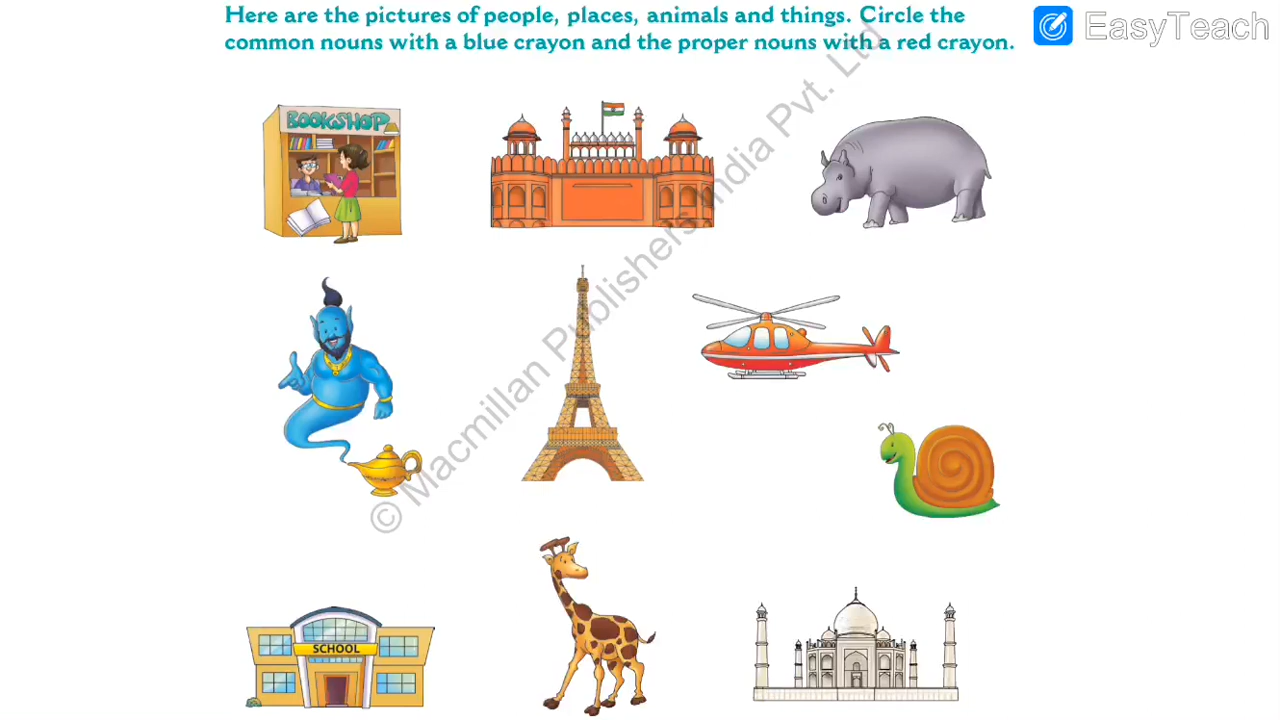 Here are the pictures of people, places, animals and things. Circle the
common nouns with a blue crayon and the proper nouns with a red crayon.
EasyTeach
BOOKSHOP
© Macmillan Publishers India Pvt. Ltd
SCHOOL